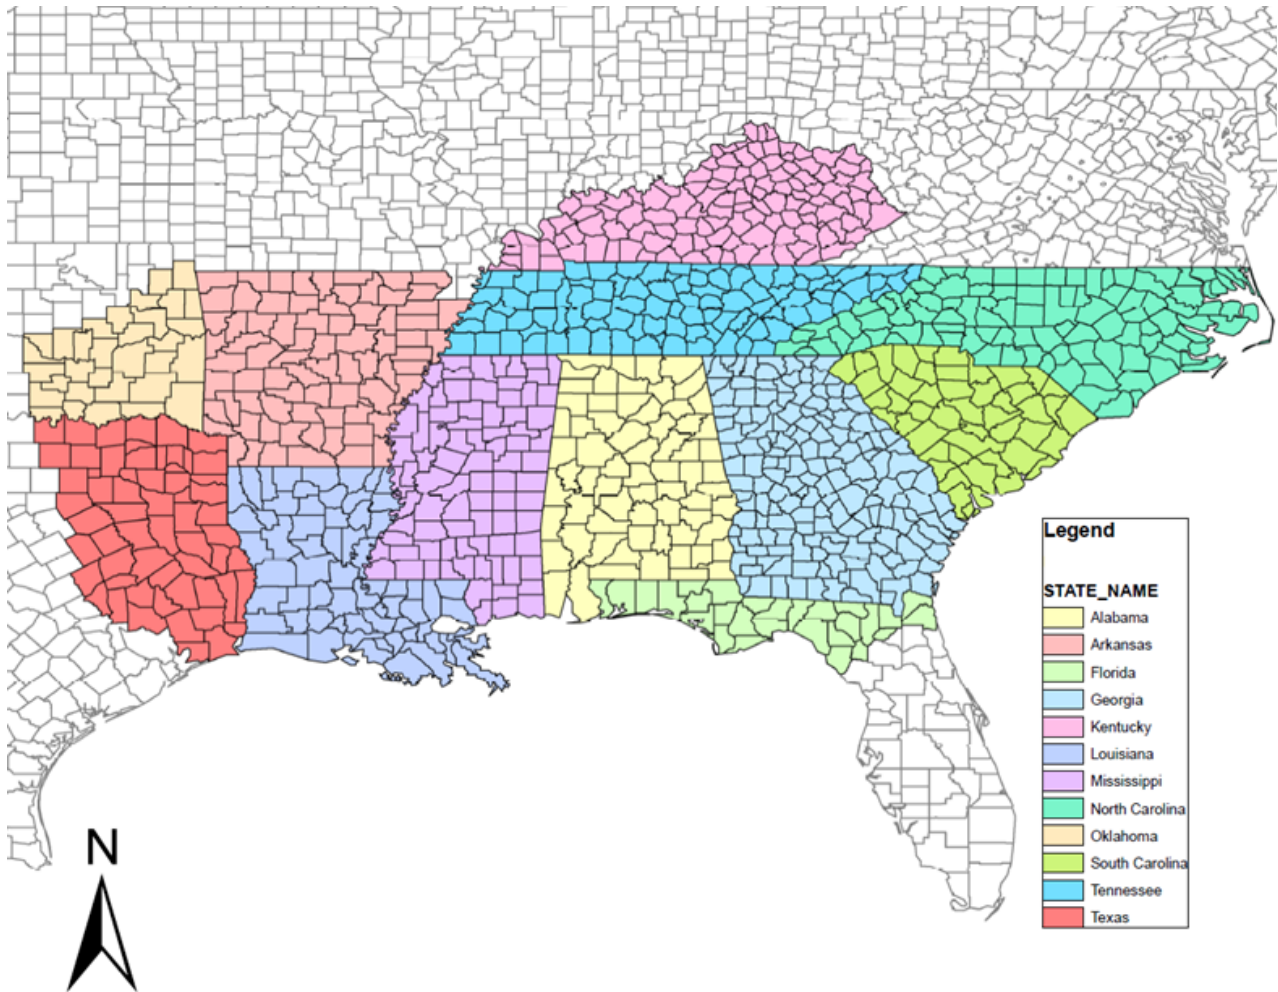 Legend
STATE_NAME
Alabama
Arkansas
Florida
Georgia
Kentucky
Louisiana
Mississippi
North Carolina
Oklahoma
South Carolina
Tennessee
Texas
N